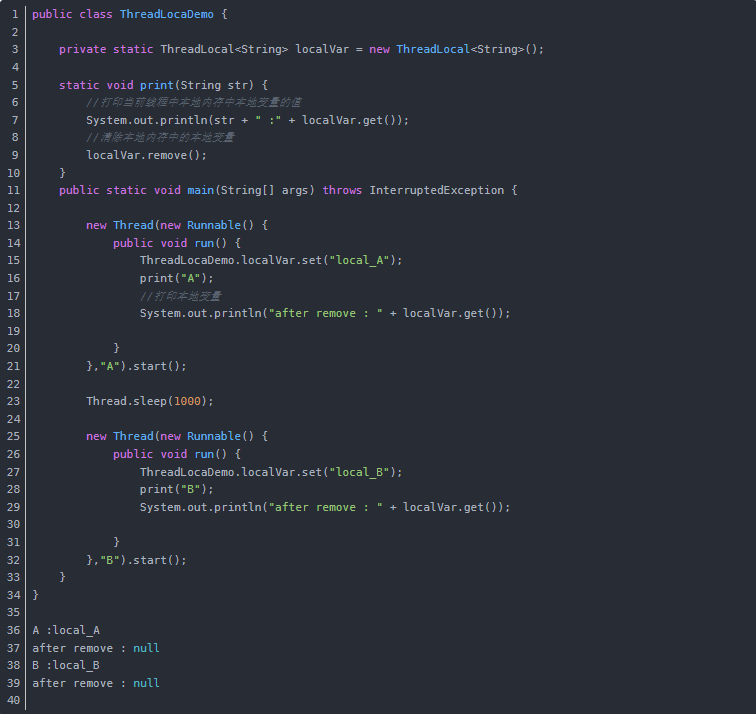 1 public class ThreadLocaDemo {
2
3     private static ThreadLocal<String> localVar = new ThreadLocal<String>();
4
5     static void print(String str) {
6         //打印当前线程中本地内存中本地变量的值
7         System.out.println(str + " :" + localVar.get());
8         //清除本地内存中的本地变量
9         localVar.remove();
10     }
11     public static void main(String[] args) throws InterruptedException {
12
13         new Thread(new Runnable() {
14             public void run() {
15                 ThreadLocaDemo.localVar.set("local_A");
16                 print("A");
17                 //打印本地变量
18                 System.out.println("after remove : " + localVar.get());
19
20             }
21         },"A").start();
22
23         Thread.sleep(1000);
24
25         new Thread(new Runnable() {
26             public void run() {
27                 ThreadLocaDemo.localVar.set("local_B");
28                 print("B");
29                 System.out.println("after remove : " + localVar.get());
30
31             }
32         },"B").start();
33     }
34 }
35
36 A :local_A
37 after remove : null
38 B :local_B
39 after remove : null
40